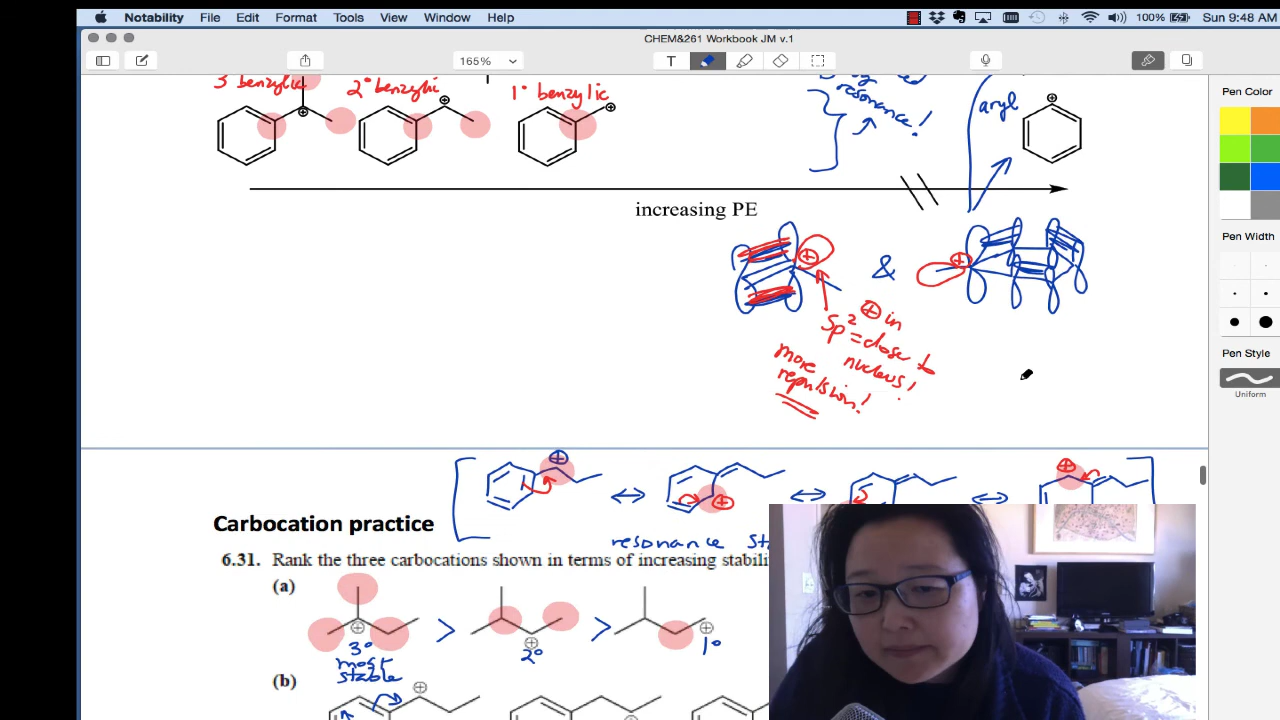 Notability File Edit Format Tools View Window Help 100% Sun 9:48 AM
CHEM&261 Workbook JM v.1
165% T
Pen Color
Pen Width
Pen Style
Uniform
3 benzylic
2° benzylic
1° benzylic
resonance!
aryl
increasing PE
&
sp² ⊕ in
= closer to
nucleus!
more
repulsion!
Carbocation practice
resonance
6.31. Rank the three carbocations shown in terms of increasing
(a)
> >
3° 2° 1°
most
stable
(b)